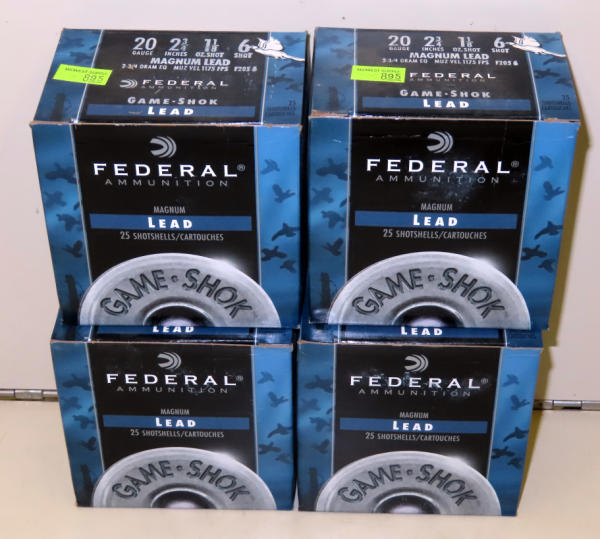 20 2 3/4 1 1/8 6
GAUGE INCHES OZ. SHOT SHOT
MAGNUM LEAD
2-3/4 DRAM EQ MUZ VEL 1175 FPS F205 6
895
FEDERAL
AMMUNITION
GAME-SHOK
LEAD
25
FEDERAL®
AMMUNITION
MAGNUM
LEAD
25 SHOTSHELLS/CARTOUCHES
GAME-SHOK
20 2 3/4 1 1/8 6
GAUGE INCHES OZ. SHOT SHOT
MAGNUM LEAD
2-3/4 DRAM EQ MUZ VEL 1175 FPS F205 6
895
FEDERAL
AMMUNITION
GAME-SHOK
LEAD
25
FEDERAL®
AMMUNITION
MAGNUM
LEAD
25 SHOTSHELLS/CARTOUCHES
GAME-SHOK
LEAD
FEDERAL®
AMMUNITION
MAGNUM
LEAD
25 SHOTSHELLS/CARTOUCHES
GAME-SHOK
LEAD
FEDERAL®
AMMUNITION
MAGNUM
LEAD
25 SHOTSHELLS/CARTOUCHES
GAME-SHOK